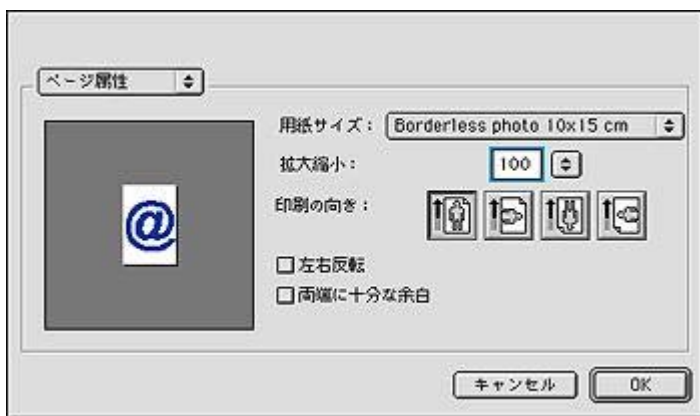 ページ属性
用紙サイズ： Borderless photo 10x15 cm
拡大縮小： 100
印刷の向き：
@
左右反転
両端に十分な余白
キャンセル OK